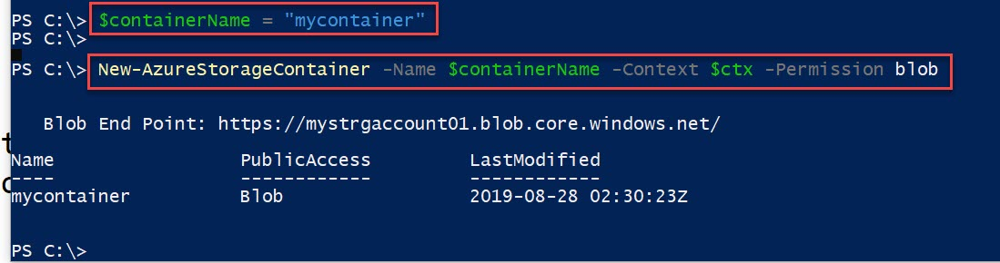 PS C:\> $containerName = "mycontainer"
PS C:\>
PS C:\> New-AzureStorageContainer -Name $containerName -Context $ctx -Permission blob
Blob End Point: https://mystrgaccount01.blob.core.windows.net/
Name PublicAccess LastModified
---- ------------ ------------
mycontainer Blob 2019-08-28 02:30:23Z
PS C:\>